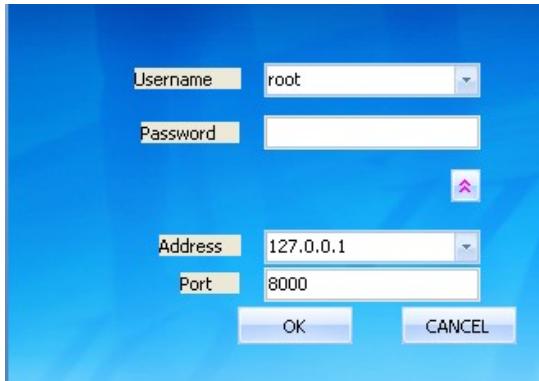 Username root
Password
Address 127.0.0.1
Port 8000
OK CANCEL